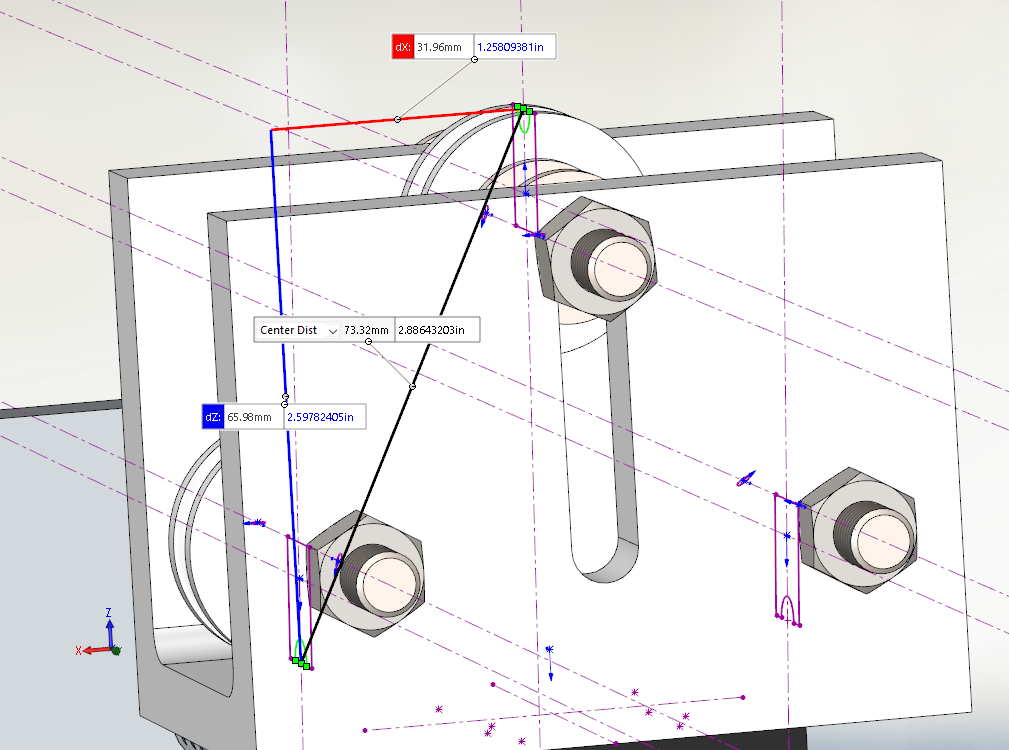 dX: 31.96mm 1.25809381in
Center Dist 73.32mm 2.88643203in
dZ: 65.98mm 2.59782405in
Z
X